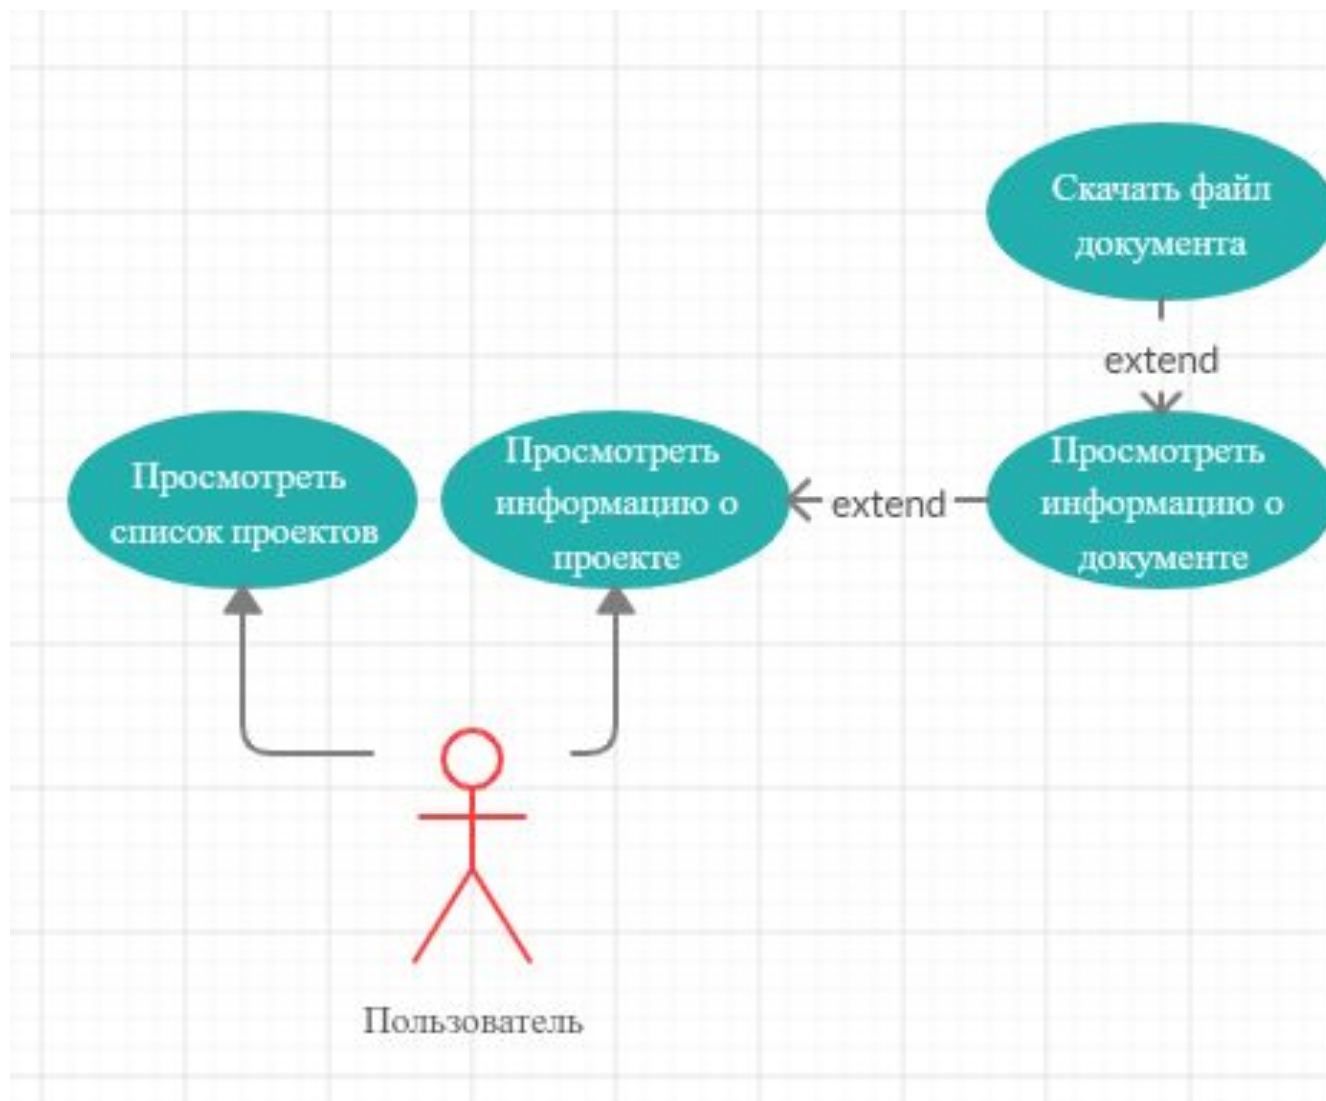 Скачать файл
документа
extend
Просмотреть
список проектов
Просмотреть
информацию о
проекте
extend
Просмотреть
информацию о
документе
Пользователь